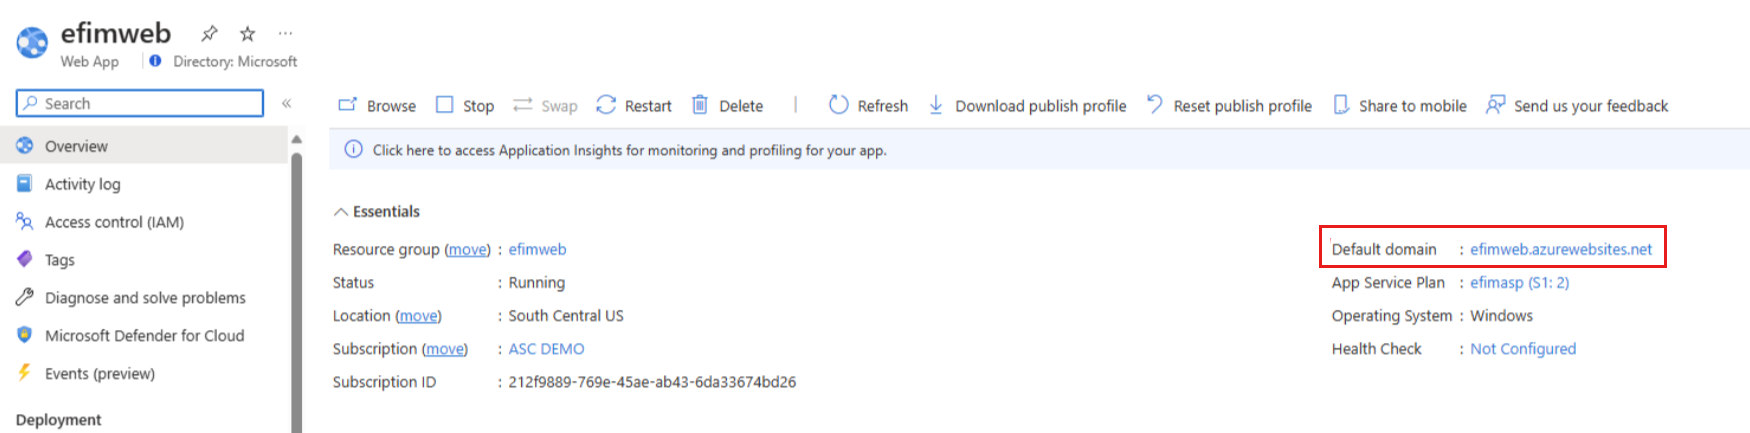 efimweb
Web App
Directory: Microsoft
Search
Overview
Activity log
Access control (IAM)
Tags
Diagnose and solve problems
Microsoft Defender for Cloud
Events (preview)
Deployment
Browse Stop Swap Restart Delete Refresh Download publish profile Reset publish profile Share to mobile Send us your feedback
Click here to access Application Insights for monitoring and profiling for your app.
Essentials
Resource group (move) : efimweb
Status : Running
Location (move) : South Central US
Subscription (move) : ASC DEMO
Subscription ID : 212f9889-769e-45ae-ab43-6da33674bd26
Default domain : efimweb.azurewebsites.net
App Service Plan : efimasp (S1: 2)
Operating System : Windows
Health Check : Not Configured